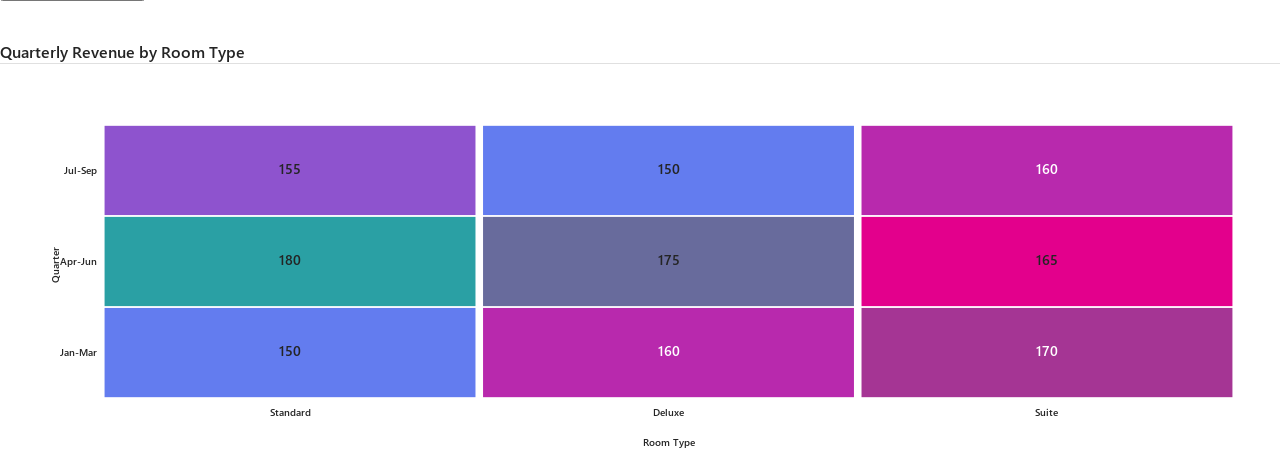 Quarterly Revenue by Room Type
Jul-Sep
155
150
160
Quarter
Apr-Jun
180
175
165
Jan-Mar
150
160
170
Standard
Deluxe
Suite
Room Type